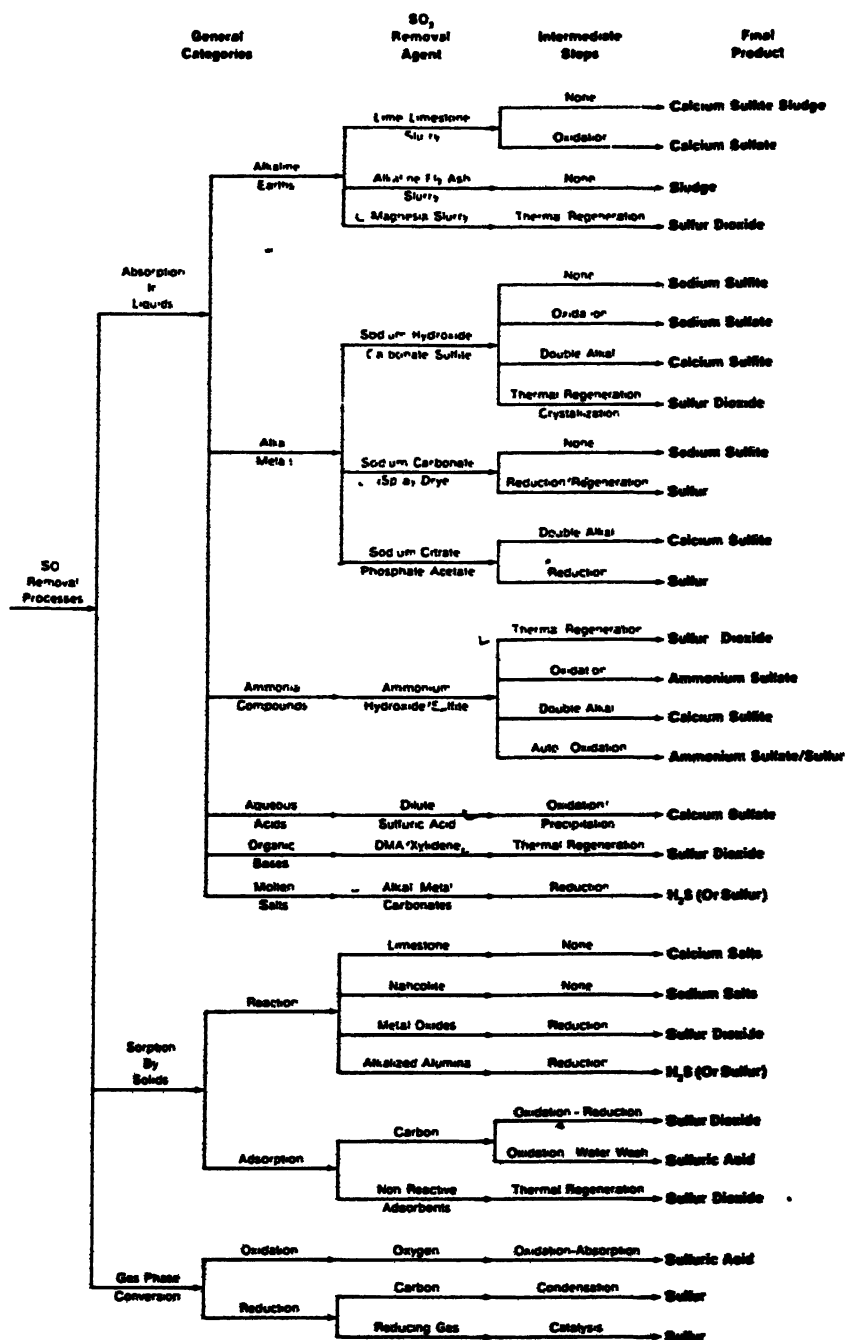 General
Categories
SO2
Removal
Agent
Intermediate
Steps
Final
Product
SO
Removal
Processes
Absorption
In
Liquids
Alkaline
Earths
Lime Limestone
Slurry
None
Calcium Sulfite Sludge
Oxidation
Calcium Sulfate
Alkaline Fly Ash
Slurry
None
Sludge
Magnesia Slurry
Thermal Regeneration
Sulfur Dioxide
Alka
Metals
Sodium Hydroxide
Carbonate Sulfite
None
Sodium Sulfite
Oxidation
Sodium Sulfate
Double Alkal
Calcium Sulfite
Thermal Regeneration
Crystallization
Sulfur Dioxide
Sodium Carbonate
(Spray Drye
None
Sodium Sulfite
Reduction/Regeneration
Sulfur
Sodium Citrate
Phosphate Acetate
Double Alkal
Calcium Sulfite
Reduction
Sulfur
Ammonia
Compounds
Ammonium
Hydroxide/Sulfite
Thermal Regeneration
Sulfur Dioxide
Oxidation
Ammonium Sulfate
Double Alkal
Calcium Sulfite
Auto Oxidation
Ammonium Sulfate/Sulfur
Aqueous
Acids
Dilute
Sulfuric Acid
Oxidation/
Precipitation
Calcium Sulfate
Organic
Bases
DMA/Xylidene
Thermal Regeneration
Sulfur Dioxide
Molten
Salts
Alkali Metal
Carbonates
Reduction
H2S (Or Sulfur)
Sorption
By
Solids
Reaction
Limestone
None
Calcium Salts
Nahcolite
None
Sodium Salts
Metal Oxides
Reduction
Sulfur Dioxide
Alkalized Alumina
Reduction
H2S (Or Sulfur)
Adsorption
Carbon
Oxidation - Reduction
Sulfur Dioxide
Oxidation Water Wash
Sulfuric Acid
Non Reactive
Adsorbents
Thermal Regeneration
Sulfur Dioxide
Gas Phase
Conversion
Oxidation
Oxygen
Oxidation-Absorption
Sulfuric Acid
Reduction
Carbon
Condensation
Sulfur
Reducing Gas
Catalysis
Sulfur